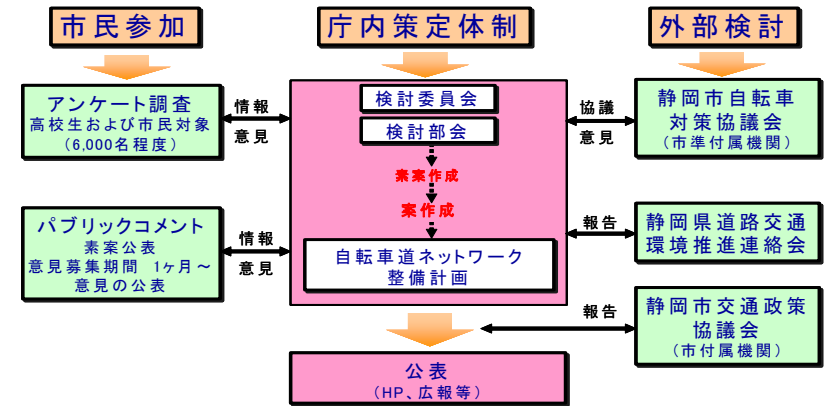 市民参加
庁内策定体制
外部検討
アンケート調査
高校生および市民対象
(6,000名程度)
情報
意見
パブリックコメント
素案公表
意見募集期間 1ヶ月～
意見の公表
情報
意見
検討委員会
検討部会
素案作成
案作成
自転車道ネットワーク
整備計画
公表
(HP、広報等)
協議
意見
静岡市自転車
対策協議会
(市準付属機関)
報告
静岡県道路交通
環境推進連絡会
報告
静岡市交通政策
協議会
(市付属機関)